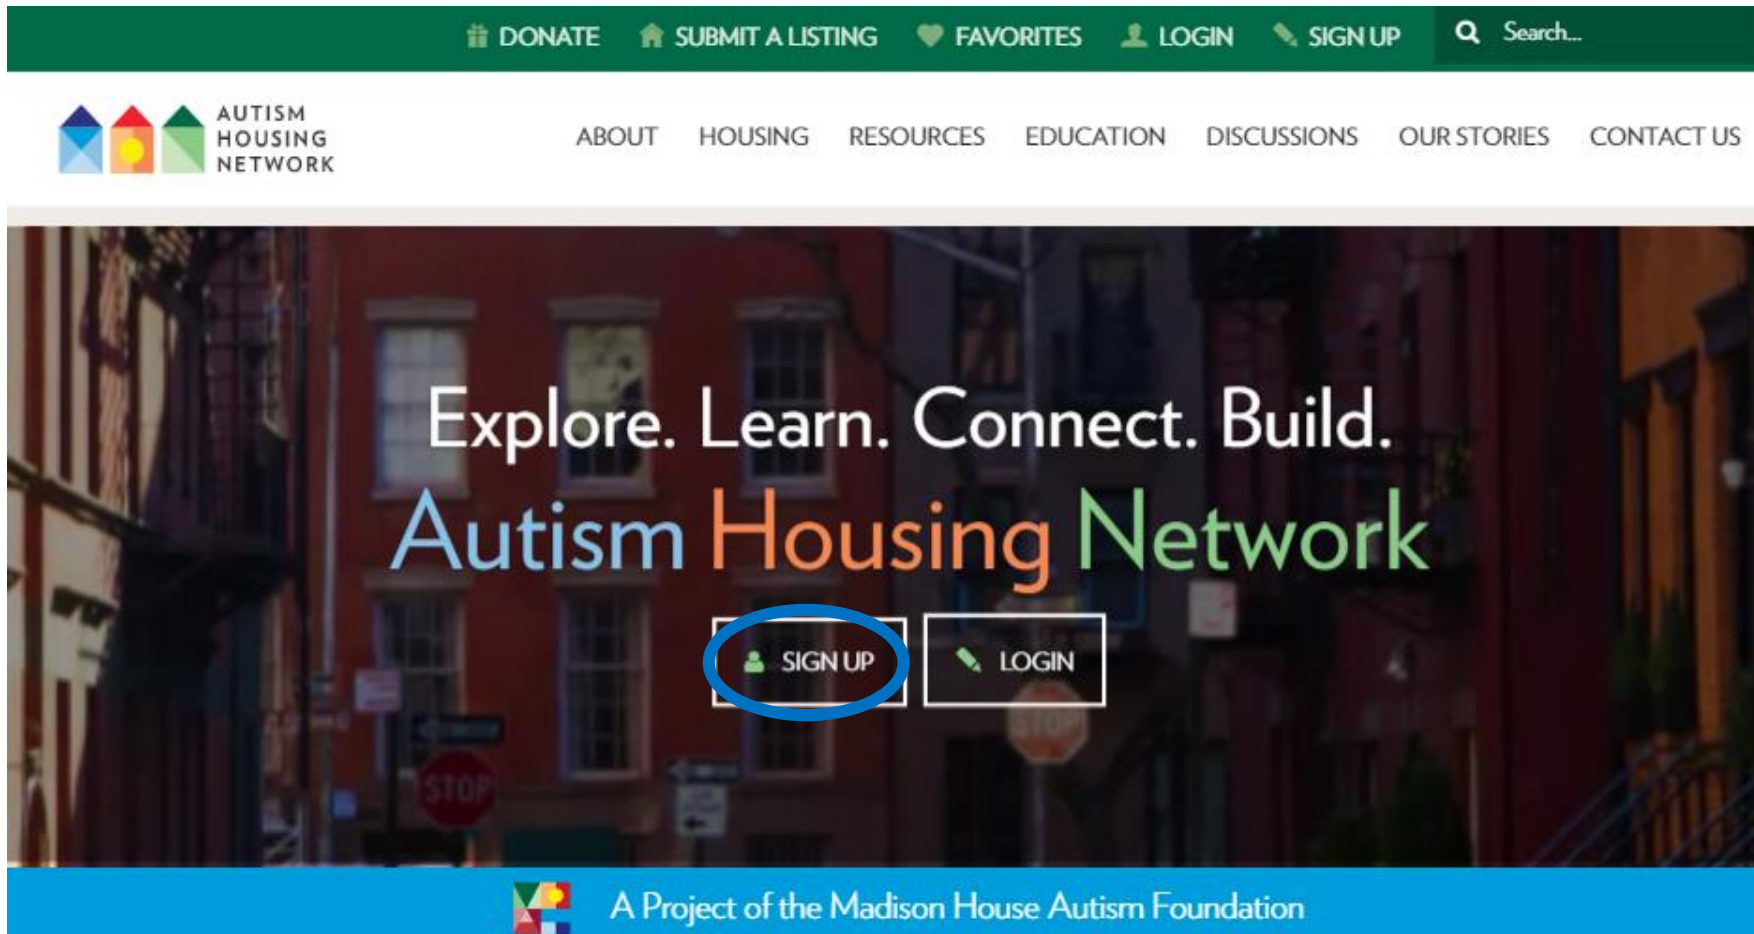 DONATE SUBMIT A LISTING FAVORITES LOGIN SIGN UP Search...
AUTISM
HOUSING
NETWORK
ABOUT HOUSING RESOURCES EDUCATION DISCUSSIONS OUR STORIES CONTACT US
Explore. Learn. Connect. Build.
Autism Housing Network
SIGN UP LOGIN
STOP
STOP
A Project of the Madison House Autism Foundation